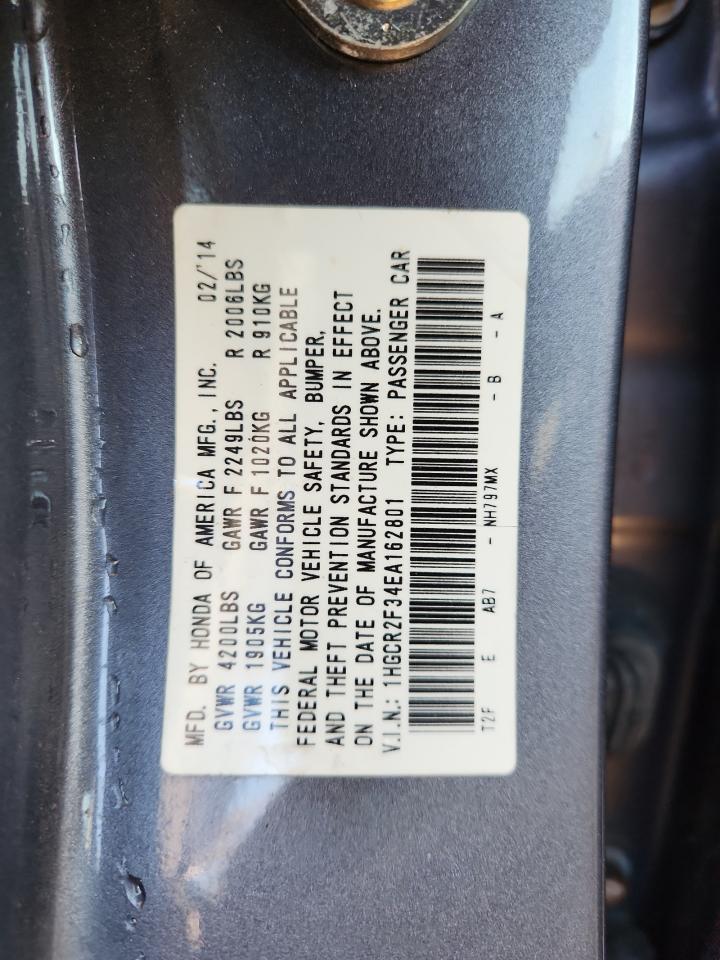 MFD. BY HONDA OF AMERICA MFG., INC. 02/'14
GVWR 4200LBS GAWR F 2249LBS R 2006LBS
GVWR 1905KG GAWR F 1020KG R 910KG
THIS VEHICLE CONFORMS TO ALL APPLICABLE
FEDERAL MOTOR VEHICLE SAFETY, BUMPER,
AND THEFT PREVENTION STANDARDS IN EFFECT
ON THE DATE OF MANUFACTURE SHOWN ABOVE.
V.I.N.: 1HGCR2F34EA162801 TYPE: PASSENGER CAR
T2F E AB7 - NH797MX - B - A